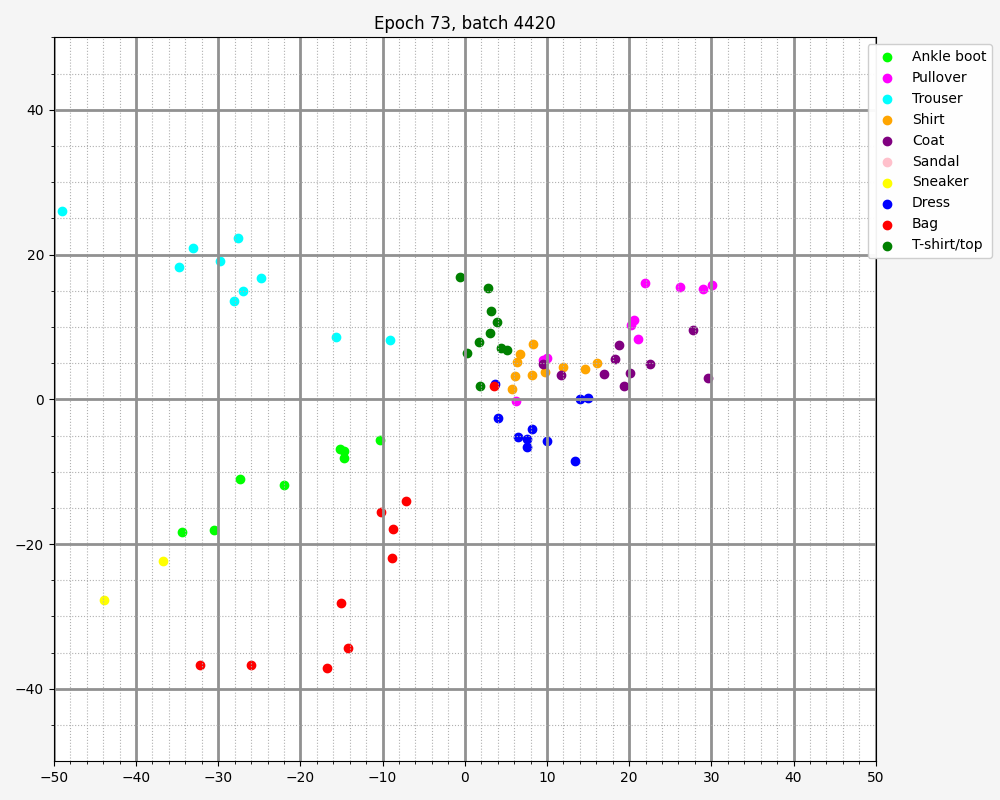 Epoch 73, batch 4420
Ankle boot
Pullover
Trouser
Shirt
Coat
Sandal
Sneaker
Dress
Bag
T-shirt/top
40
20
0
−20
−40
−50 −40 −30 −20 −10 0 10 20 30 40 50